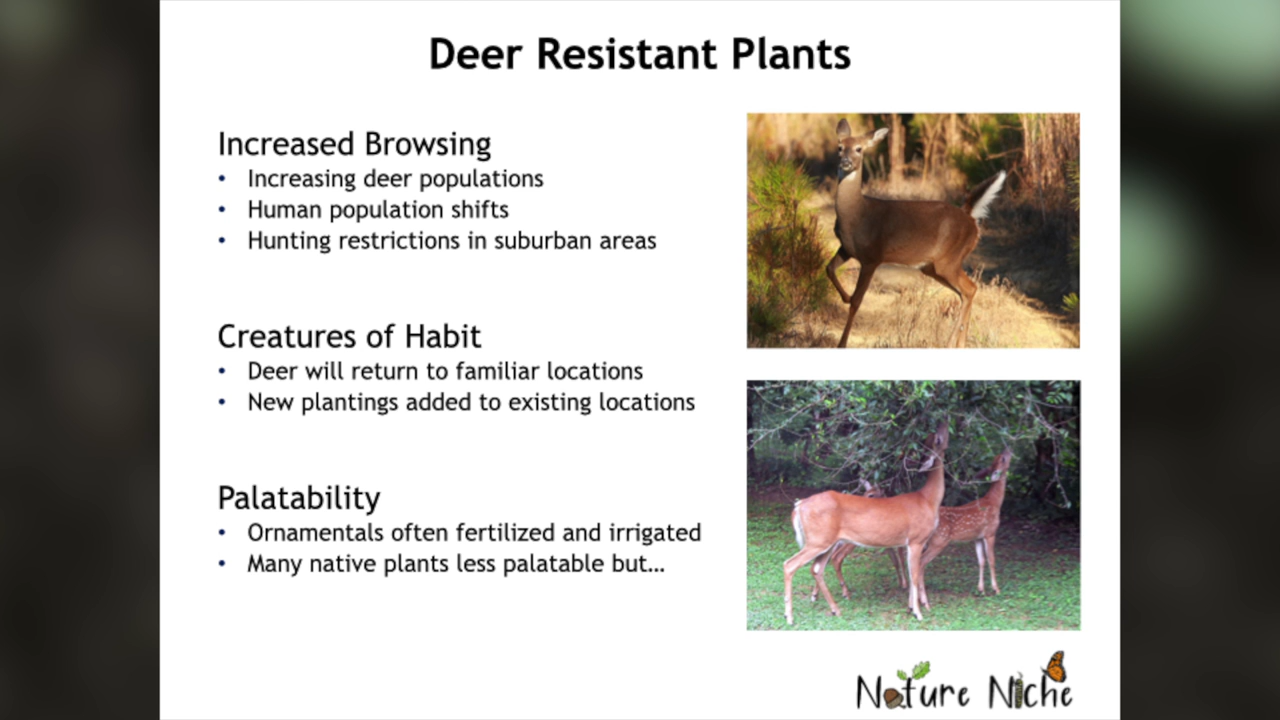 Deer Resistant Plants
Increased Browsing
• Increasing deer populations
• Human population shifts
• Hunting restrictions in suburban areas
Creatures of Habit
• Deer will return to familiar locations
• New plantings added to existing locations
Palatability
• Ornamentals often fertilized and irrigated
• Many native plants less palatable but…
Nature Niche